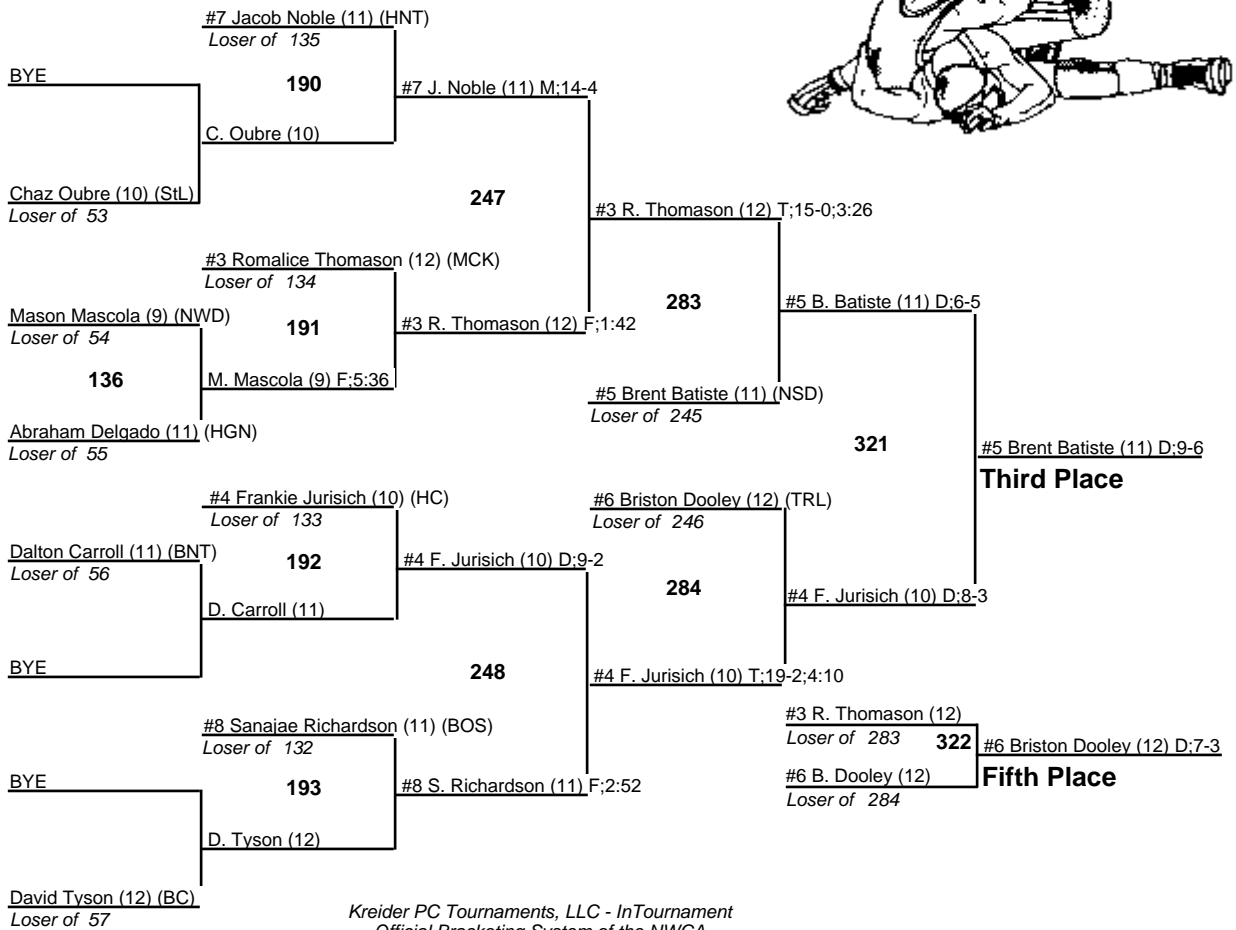 #7 Jacob Noble (11) (HNT)
Loser of 135
BYE
190
#7 J. Noble (11) M;14-4
C. Oubre (10)
Chaz Oubre (10) (StL)
Loser of 53
247
#3 R. Thomason (12) T;15-0;3:26
#3 Romalice Thomason (12) (MCK)
Loser of 134
283
#5 B. Batiste (11) D;6-5
Mason Mascola (9) (NWD)
Loser of 54
191
#3 R. Thomason (12) F;1:42
136
M. Mascola (9) F;5:36
#5 Brent Batiste (11) (NSD)
Loser of 245
Abraham Delgado (11) (HGN)
Loser of 55
321
#5 Brent Batiste (11) D;9-6
Third Place
#4 Frankie Jurisich (10) (HC)
Loser of 133
#6 Briston Dooley (12) (TRL)
Loser of 246
Dalton Carroll (11) (BNT)
Loser of 56
192
#4 F. Jurisich (10) D;9-2
284
#4 F. Jurisich (10) D;8-3
D. Carroll (11)
BYE
248
#4 F. Jurisich (10) T;19-2;4:10
#8 Sanajae Richardson (11) (BOS)
Loser of 132
#3 R. Thomason (12)
Loser of 283
322
#6 Briston Dooley (12) D;7-3
Fifth Place
#6 B. Dooley (12)
Loser of 284
BYE
193
#8 S. Richardson (11) F;2:52
D. Tyson (12)
David Tyson (12) (BC)
Loser of 57
Kreider PC Tournaments, LLC - InTournament
Official Bracketing System of the NWCA